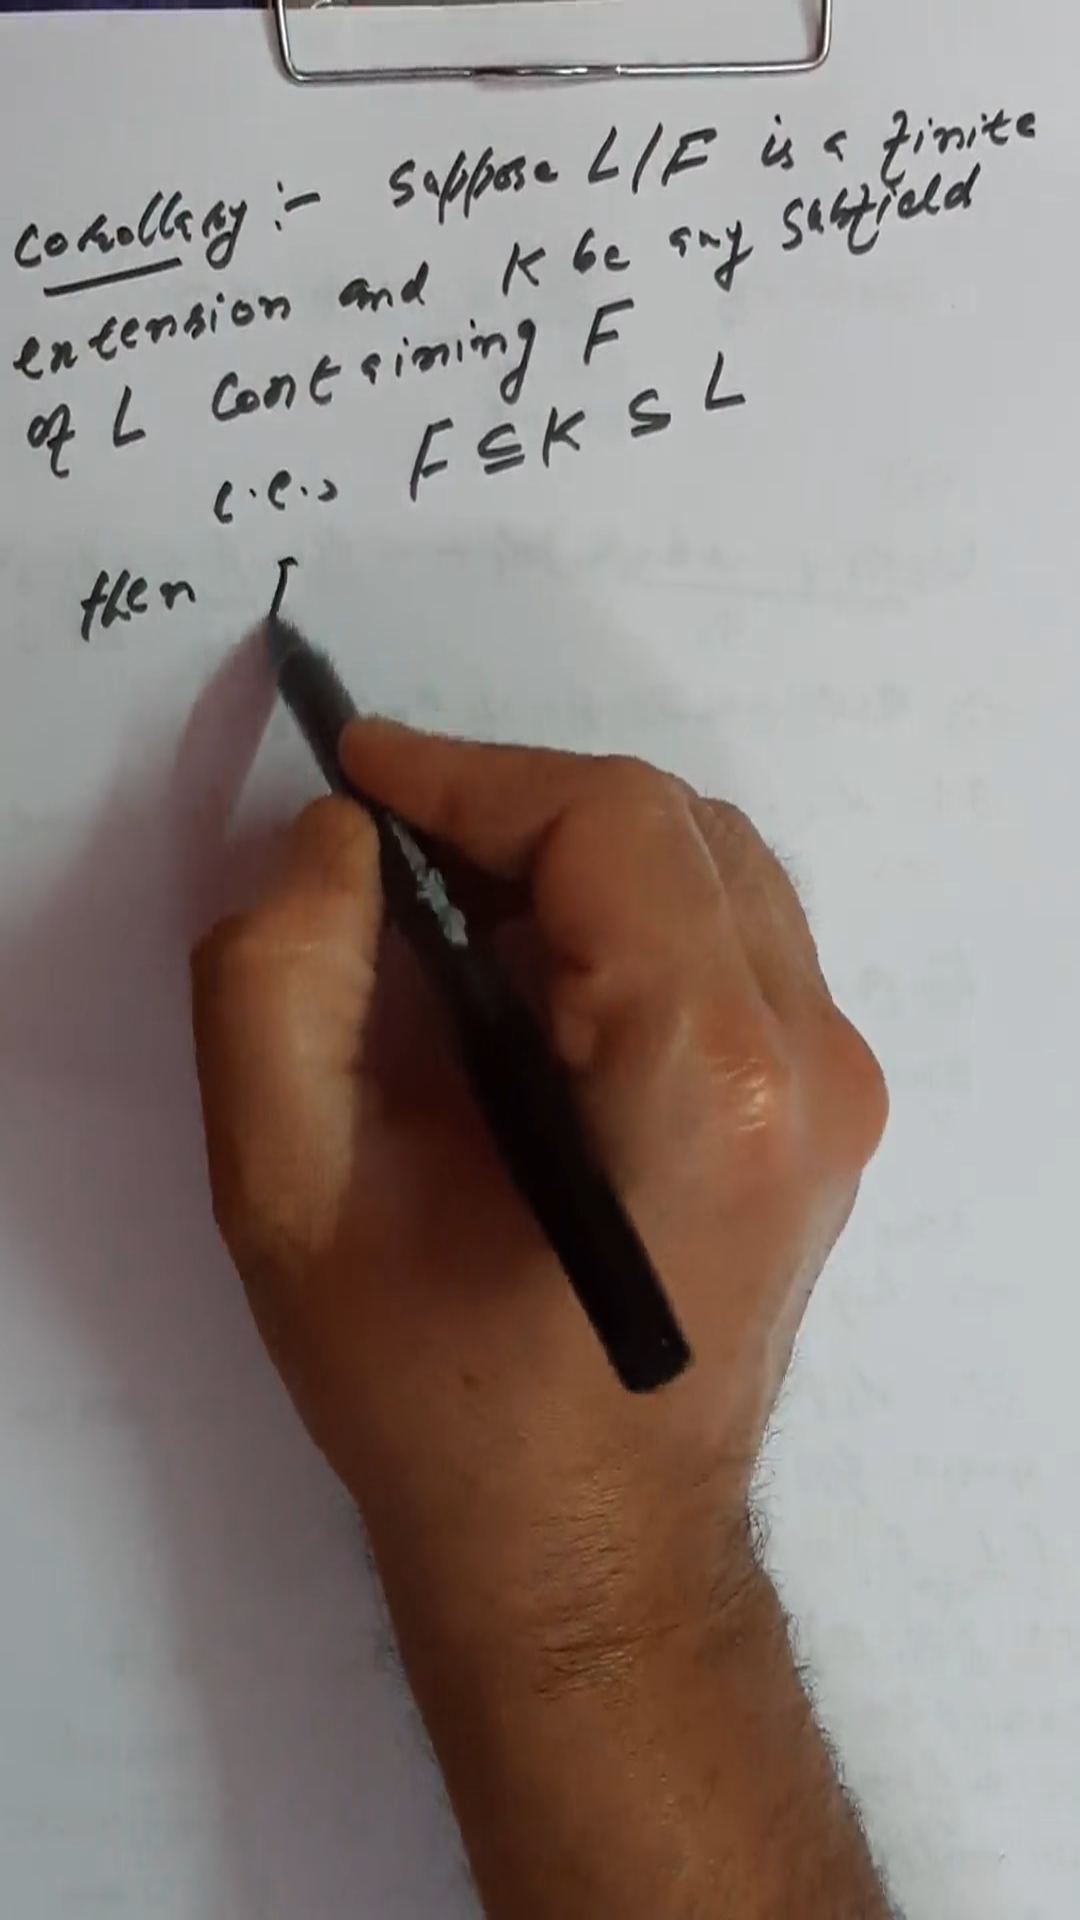 Corollary :- Suppose L/F is a finite
extension and K be any subfield
of L containing F
i.e., F ⊆ K ⊆ L
then [